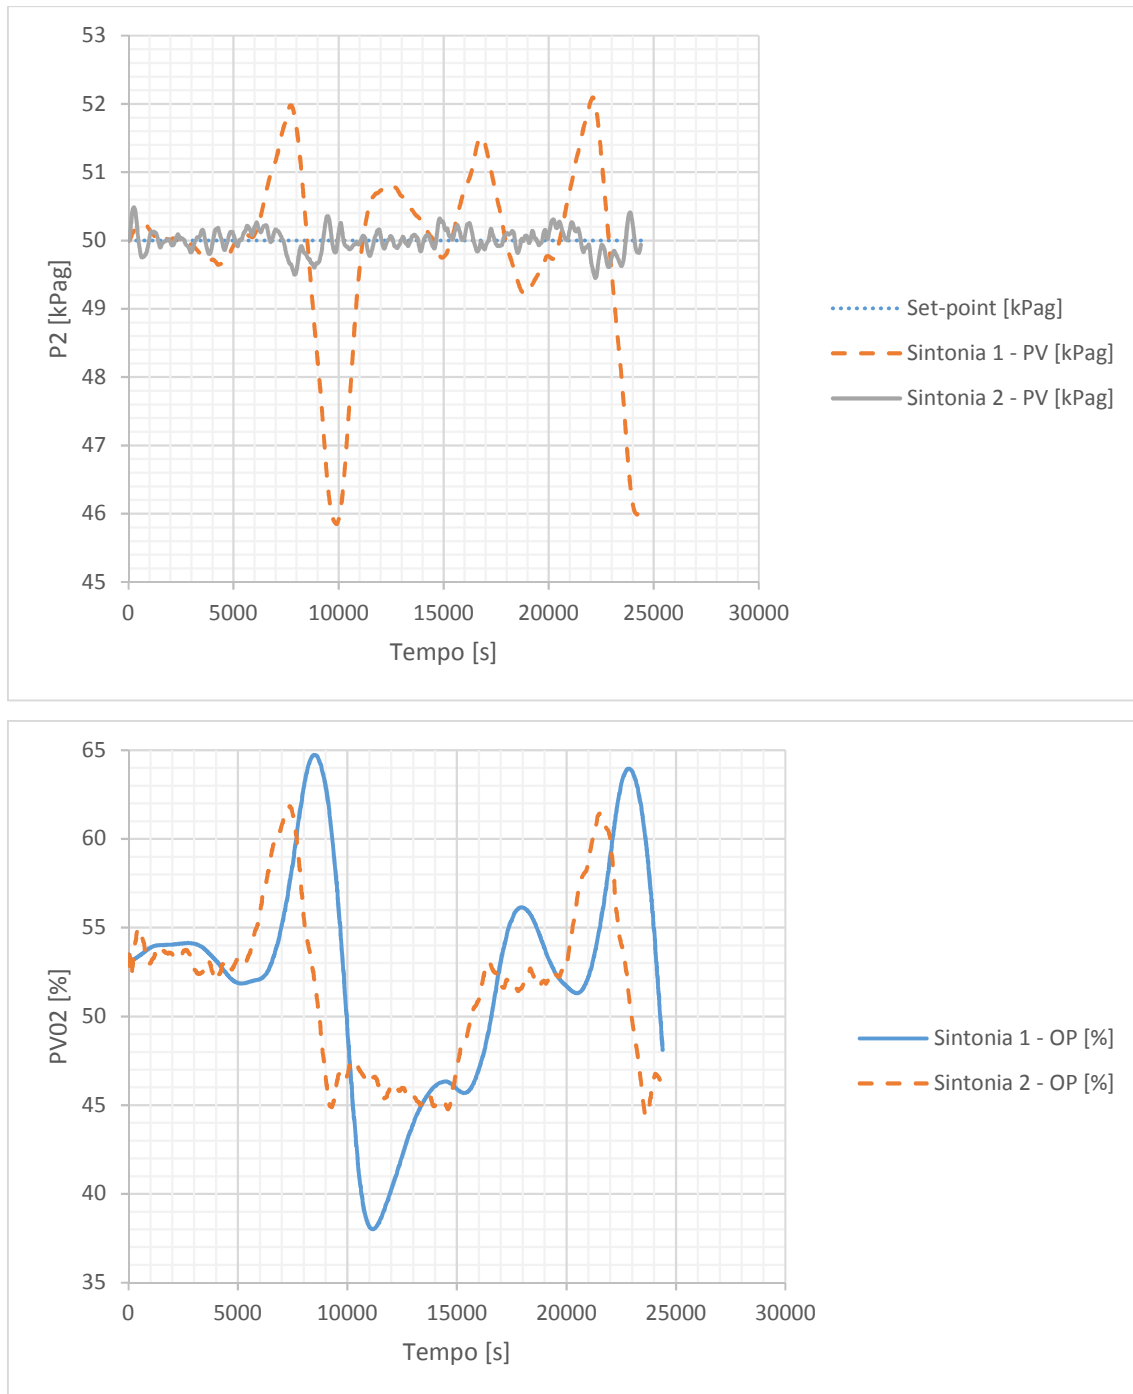 53
52
51
50
49
48
47
46
45
P2 [kPag]
0 5000 10000 15000 20000 25000 30000
Tempo [s]
Set-point [kPag]
Sintonia 1 - PV [kPag]
Sintonia 2 - PV [kPag]
65
60
55
50
45
40
35
PV02 [%]
0 5000 10000 15000 20000 25000 30000
Tempo [s]
Sintonia 1 - OP [%]
Sintonia 2 - OP [%]